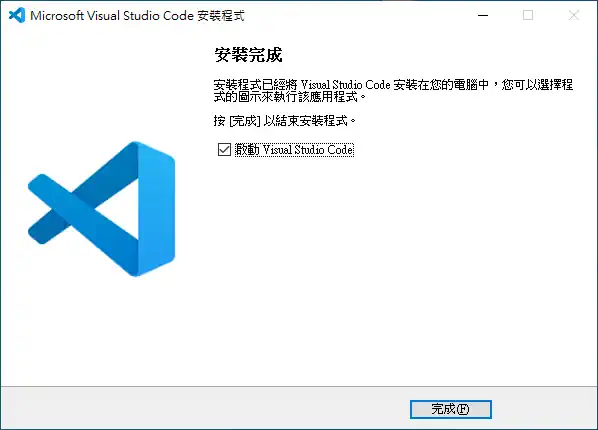 Microsoft Visual Studio Code 安裝程式
安裝完成
安裝程式已經將 Visual Studio Code 安裝在您的電腦中，您可以選擇程
式的圖示來執行該應用程式。
按 [完成] 以結束安裝程式。
啟動 Visual Studio Code
完成(F)